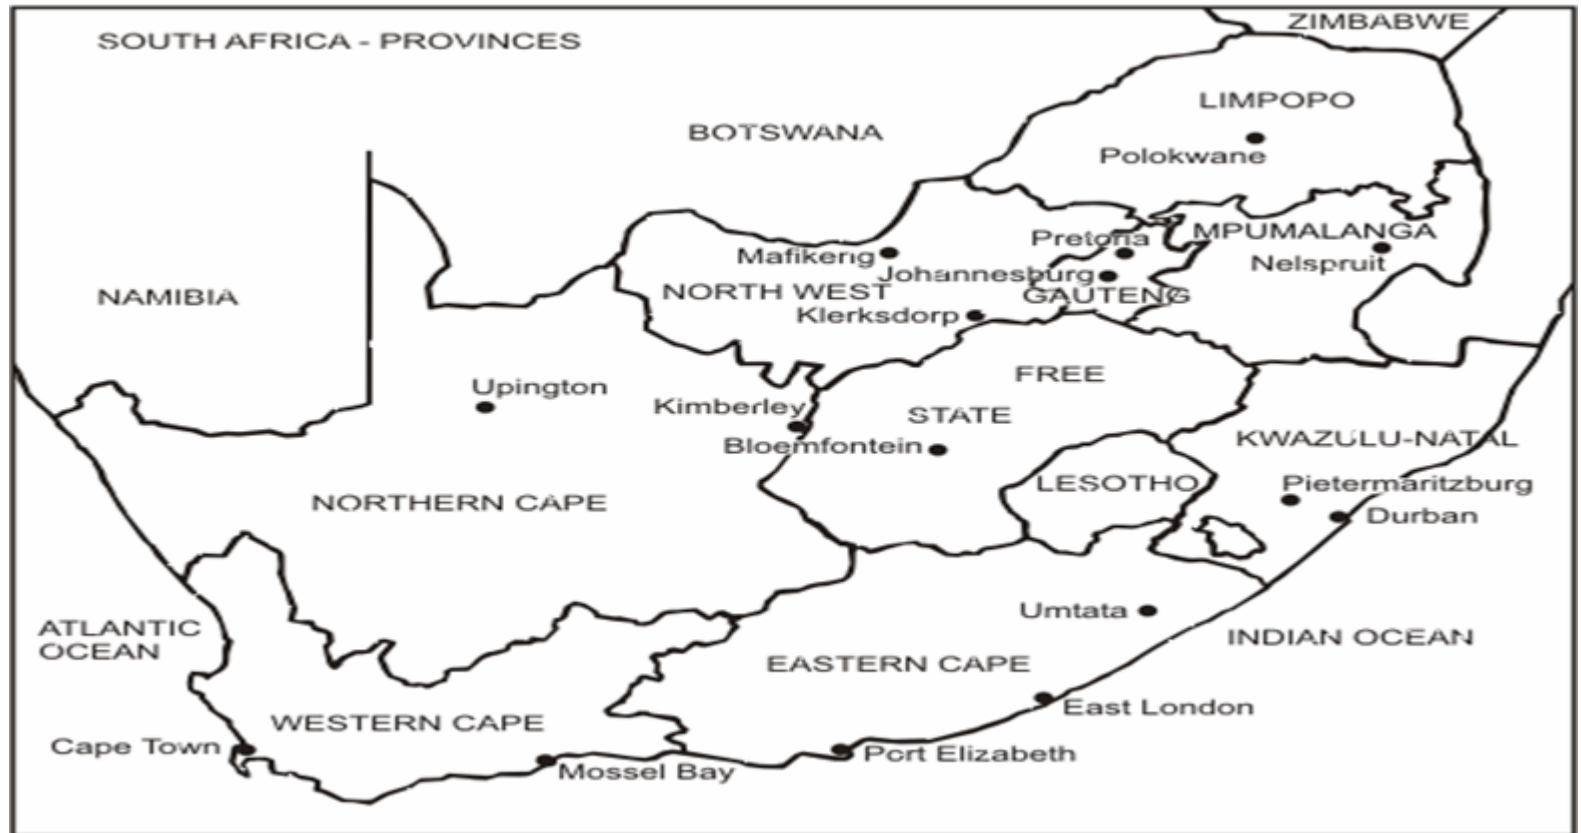 ZIMBABWE
SOUTH AFRICA - PROVINCES
LIMPOPO
BOTSWANA
Polokwane
MPUMALANGA
Pretoria
Mafikeng
Nelspruit
Johannesburg
NORTH WEST
GAUTENG
NAMIBIA
Klerksdorp
FREE
STATE
Upington
Kimberley
Bloemfontein
KWAZULU-NATAL
LESOTHO
Pietermaritzburg
NORTHERN CAPE
Durban
Umtata
ATLANTIC
OCEAN
INDIAN OCEAN
EASTERN CAPE
East London
WESTERN CAPE
Cape Town
Port Elizabeth
Mossel Bay